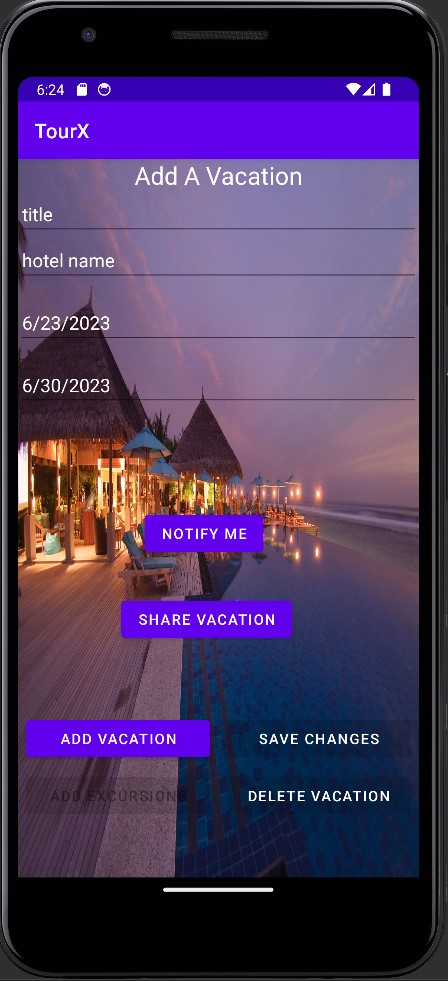 6:24
TourX
Add A Vacation
title
hotel name
6/23/2023
6/30/2023
NOTIFY ME
SHARE VACATION
ADD VACATION
SAVE CHANGES
ADD EXCURSIONS
DELETE VACATION